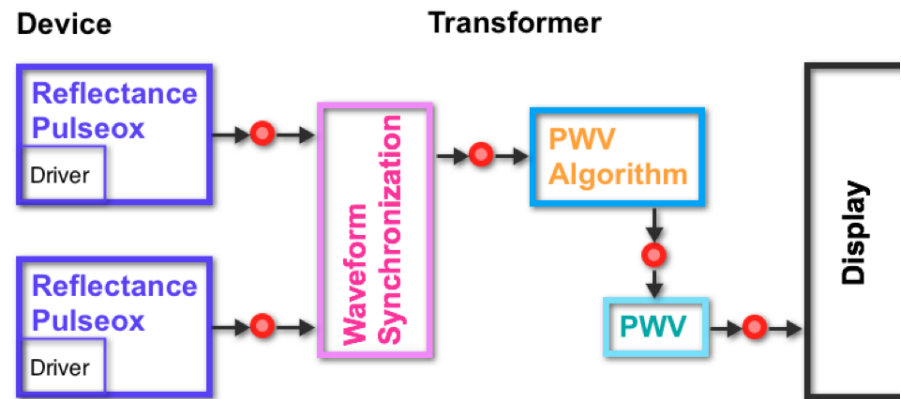 Device
Transformer
Reflectance
Pulseox
Driver
Waveform
Synchronization
PWV
Algorithm
PWV
Display
Reflectance
Pulseox
Driver